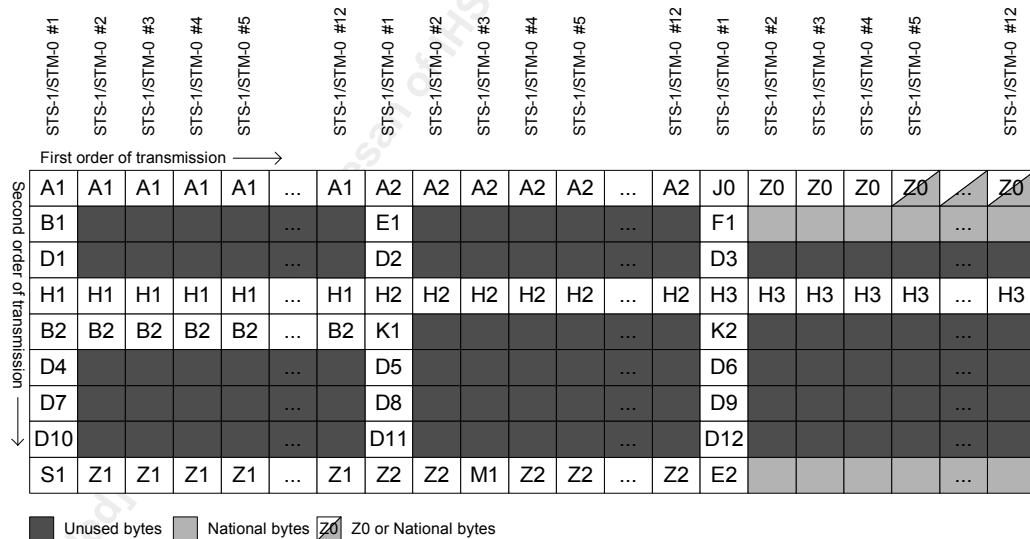 STS-1/STM-0 #1 STS-1/STM-0 #2 STS-1/STM-0 #3 STS-1/STM-0 #4 STS-1/STM-0 #5 STS-1/STM-0 #12 STS-1/STM-0 #1 STS-1/STM-0 #2 STS-1/STM-0 #3 STS-1/STM-0 #4 STS-1/STM-0 #5 STS-1/STM-0 #12 STS-1/STM-0 #1 STS-1/STM-0 #2 STS-1/STM-0 #3 STS-1/STM-0 #4 STS-1/STM-0 #5 STS-1/STM-0 #12
First order of transmission
Second order of transmission
A1 A1 A1 A1 A1 ... A1 A2 A2 A2 A2 A2 ... A2 J0 Z0 Z0 Z0 Z0 ... Z0
B1 ... E1 ... F1 ...
D1 ... D2 ... D3 ...
H1 H1 H1 H1 H1 ... H1 H2 H2 H2 H2 H2 ... H2 H3 H3 H3 H3 H3 ... H3
B2 B2 B2 B2 B2 ... B2 K1 ... K2 ...
D4 ... D5 ... D6 ...
D7 ... D8 ... D9 ...
D10 ... D11 ... D12 ...
S1 Z1 Z1 Z1 Z1 ... Z1 Z2 Z2 M1 Z2 Z2 ... Z2 E2 ...
Unused bytes National bytes Z0 Z0 or National bytes